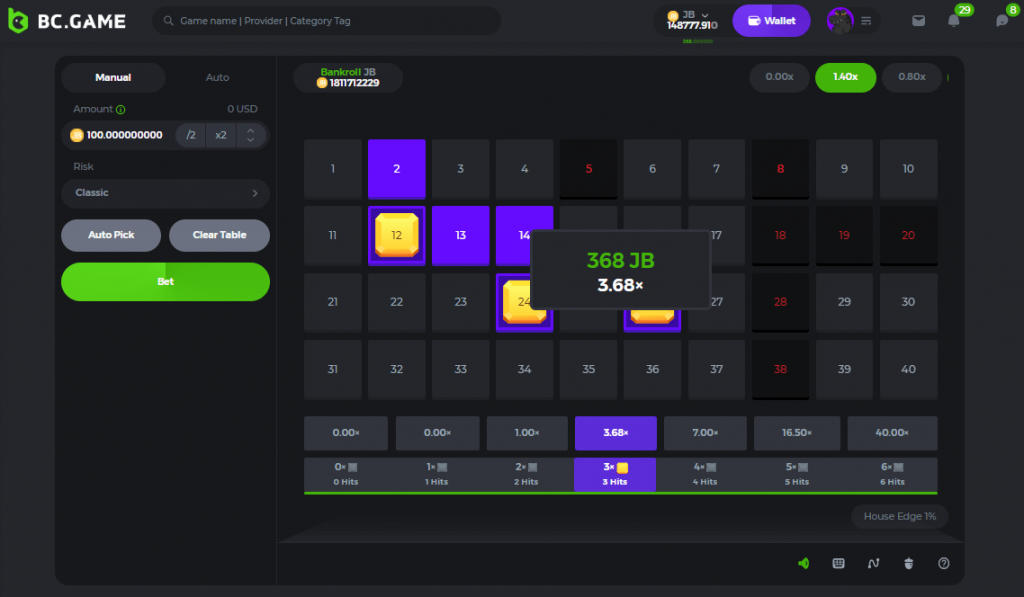 BC.GAME
Game name | Provider | Category Tag
JB
148777.910
Wallet
29
8
Manual
Auto
Amount
0 USD
100.000000000
/2
x2
Risk
Classic
Auto Pick
Clear Table
Bet
Bankroll JB
1811712229
0.00x
1.40x
0.80x
1 2 3 4 5 6 7 8 9 10
11 12 13 14 17 18 19 20
368 JB
3.68×
21 22 23 24 27 28 29 30
31 32 33 34 35 36 37 38 39 40
0.00× 0.00× 1.00× 3.68× 7.00× 16.50× 40.00×
0× 1× 2× 3× 4× 5× 6×
0 Hits 1 Hits 2 Hits 3 Hits 4 Hits 5 Hits 6 Hits
House Edge 1%